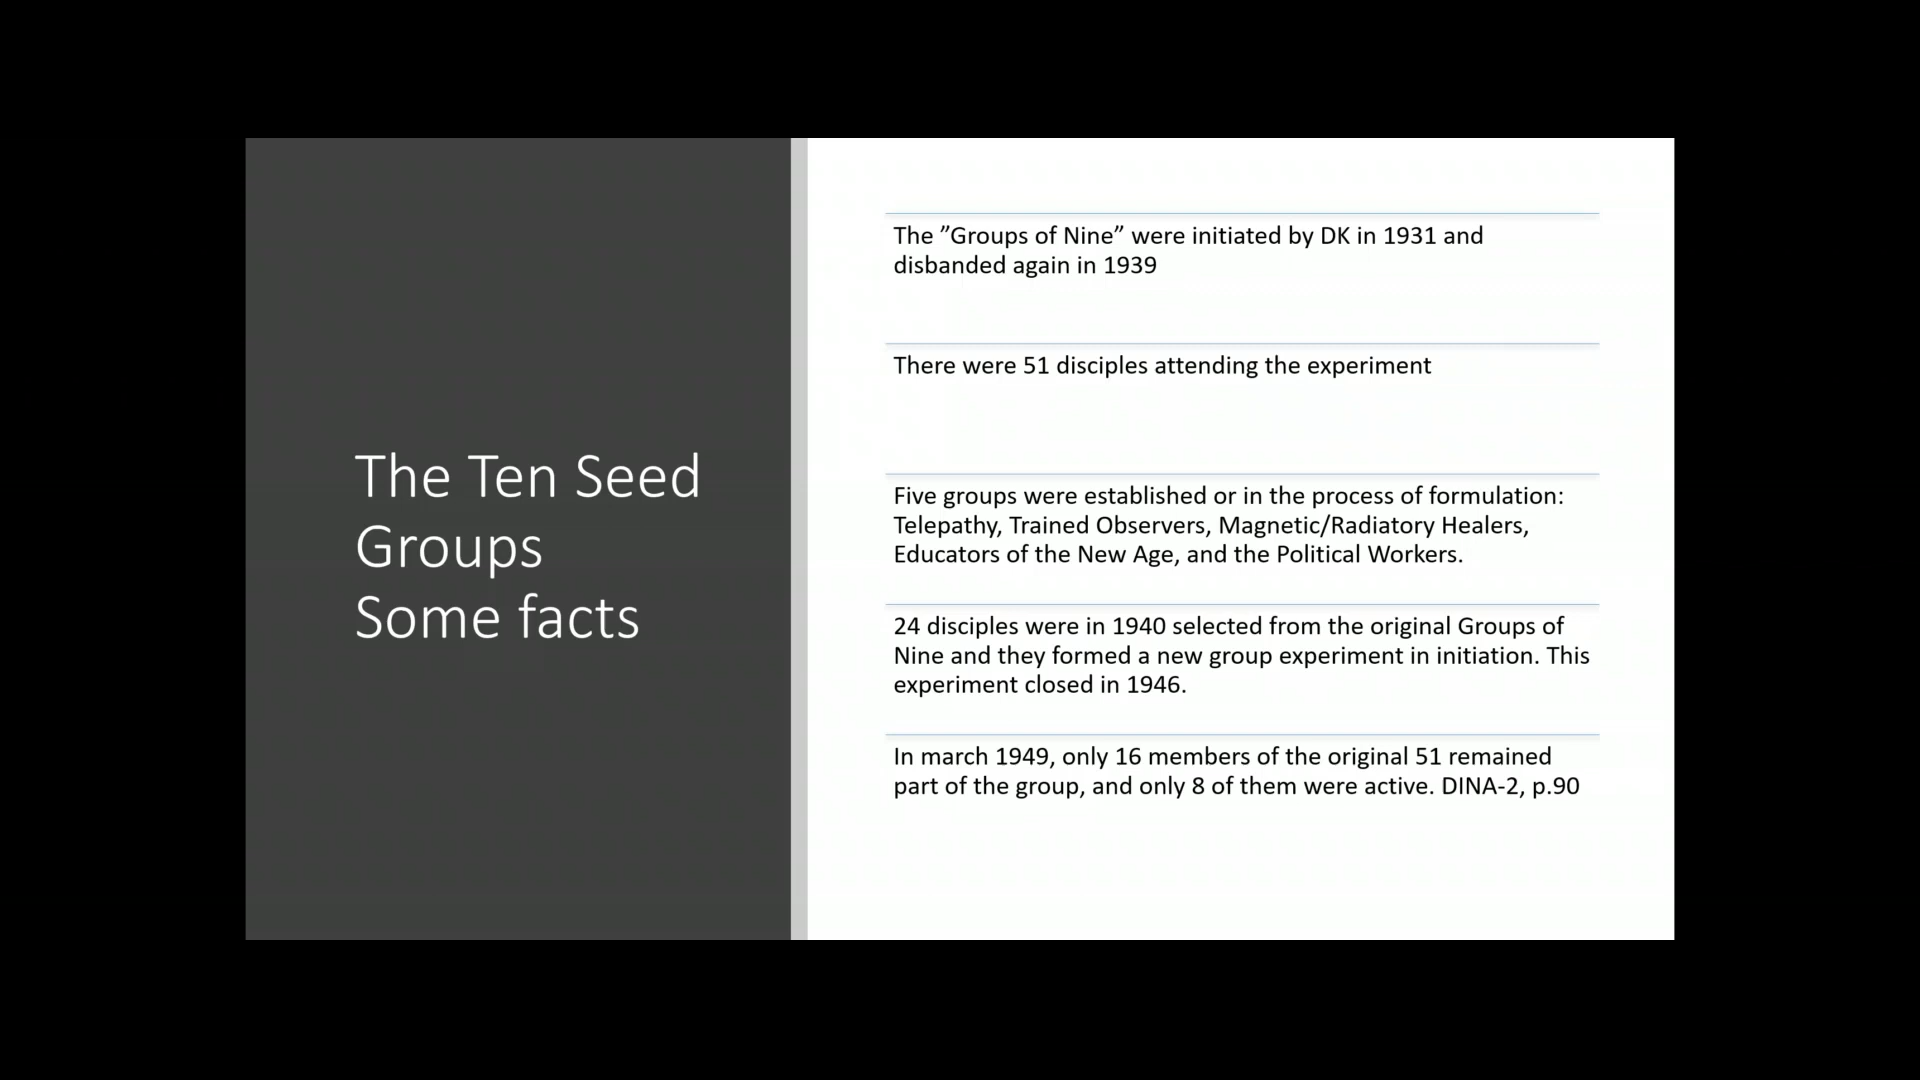 The Ten Seed
Groups
Some facts
The ”Groups of Nine” were initiated by DK in 1931 and
disbanded again in 1939
There were 51 disciples attending the experiment
Five groups were established or in the process of formulation:
Telepathy, Trained Observers, Magnetic/Radiatory Healers,
Educators of the New Age, and the Political Workers.
24 disciples were in 1940 selected from the original Groups of
Nine and they formed a new group experiment in initiation. This
experiment closed in 1946.
In march 1949, only 16 members of the original 51 remained
part of the group, and only 8 of them were active. DINA-2, p.90